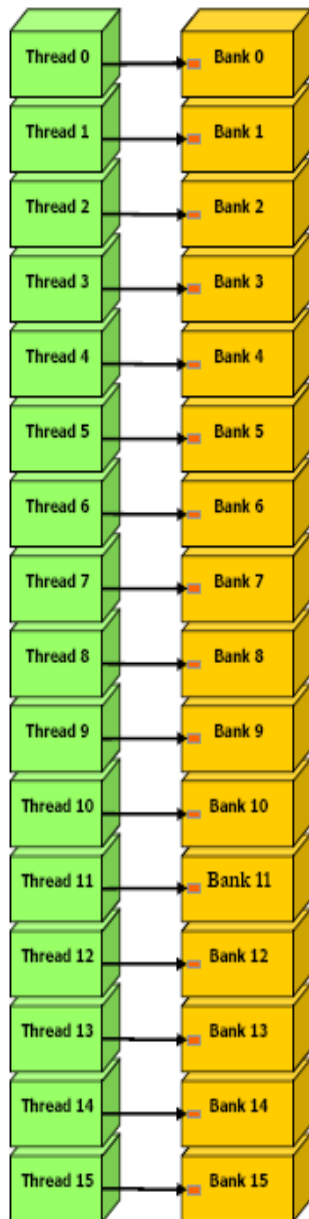 Thread 0 Bank 0
Thread 1 Bank 1
Thread 2 Bank 2
Thread 3 Bank 3
Thread 4 Bank 4
Thread 5 Bank 5
Thread 6 Bank 6
Thread 7 Bank 7
Thread 8 Bank 8
Thread 9 Bank 9
Thread 10 Bank 10
Thread 11 Bank 11
Thread 12 Bank 12
Thread 13 Bank 13
Thread 14 Bank 14
Thread 15 Bank 15